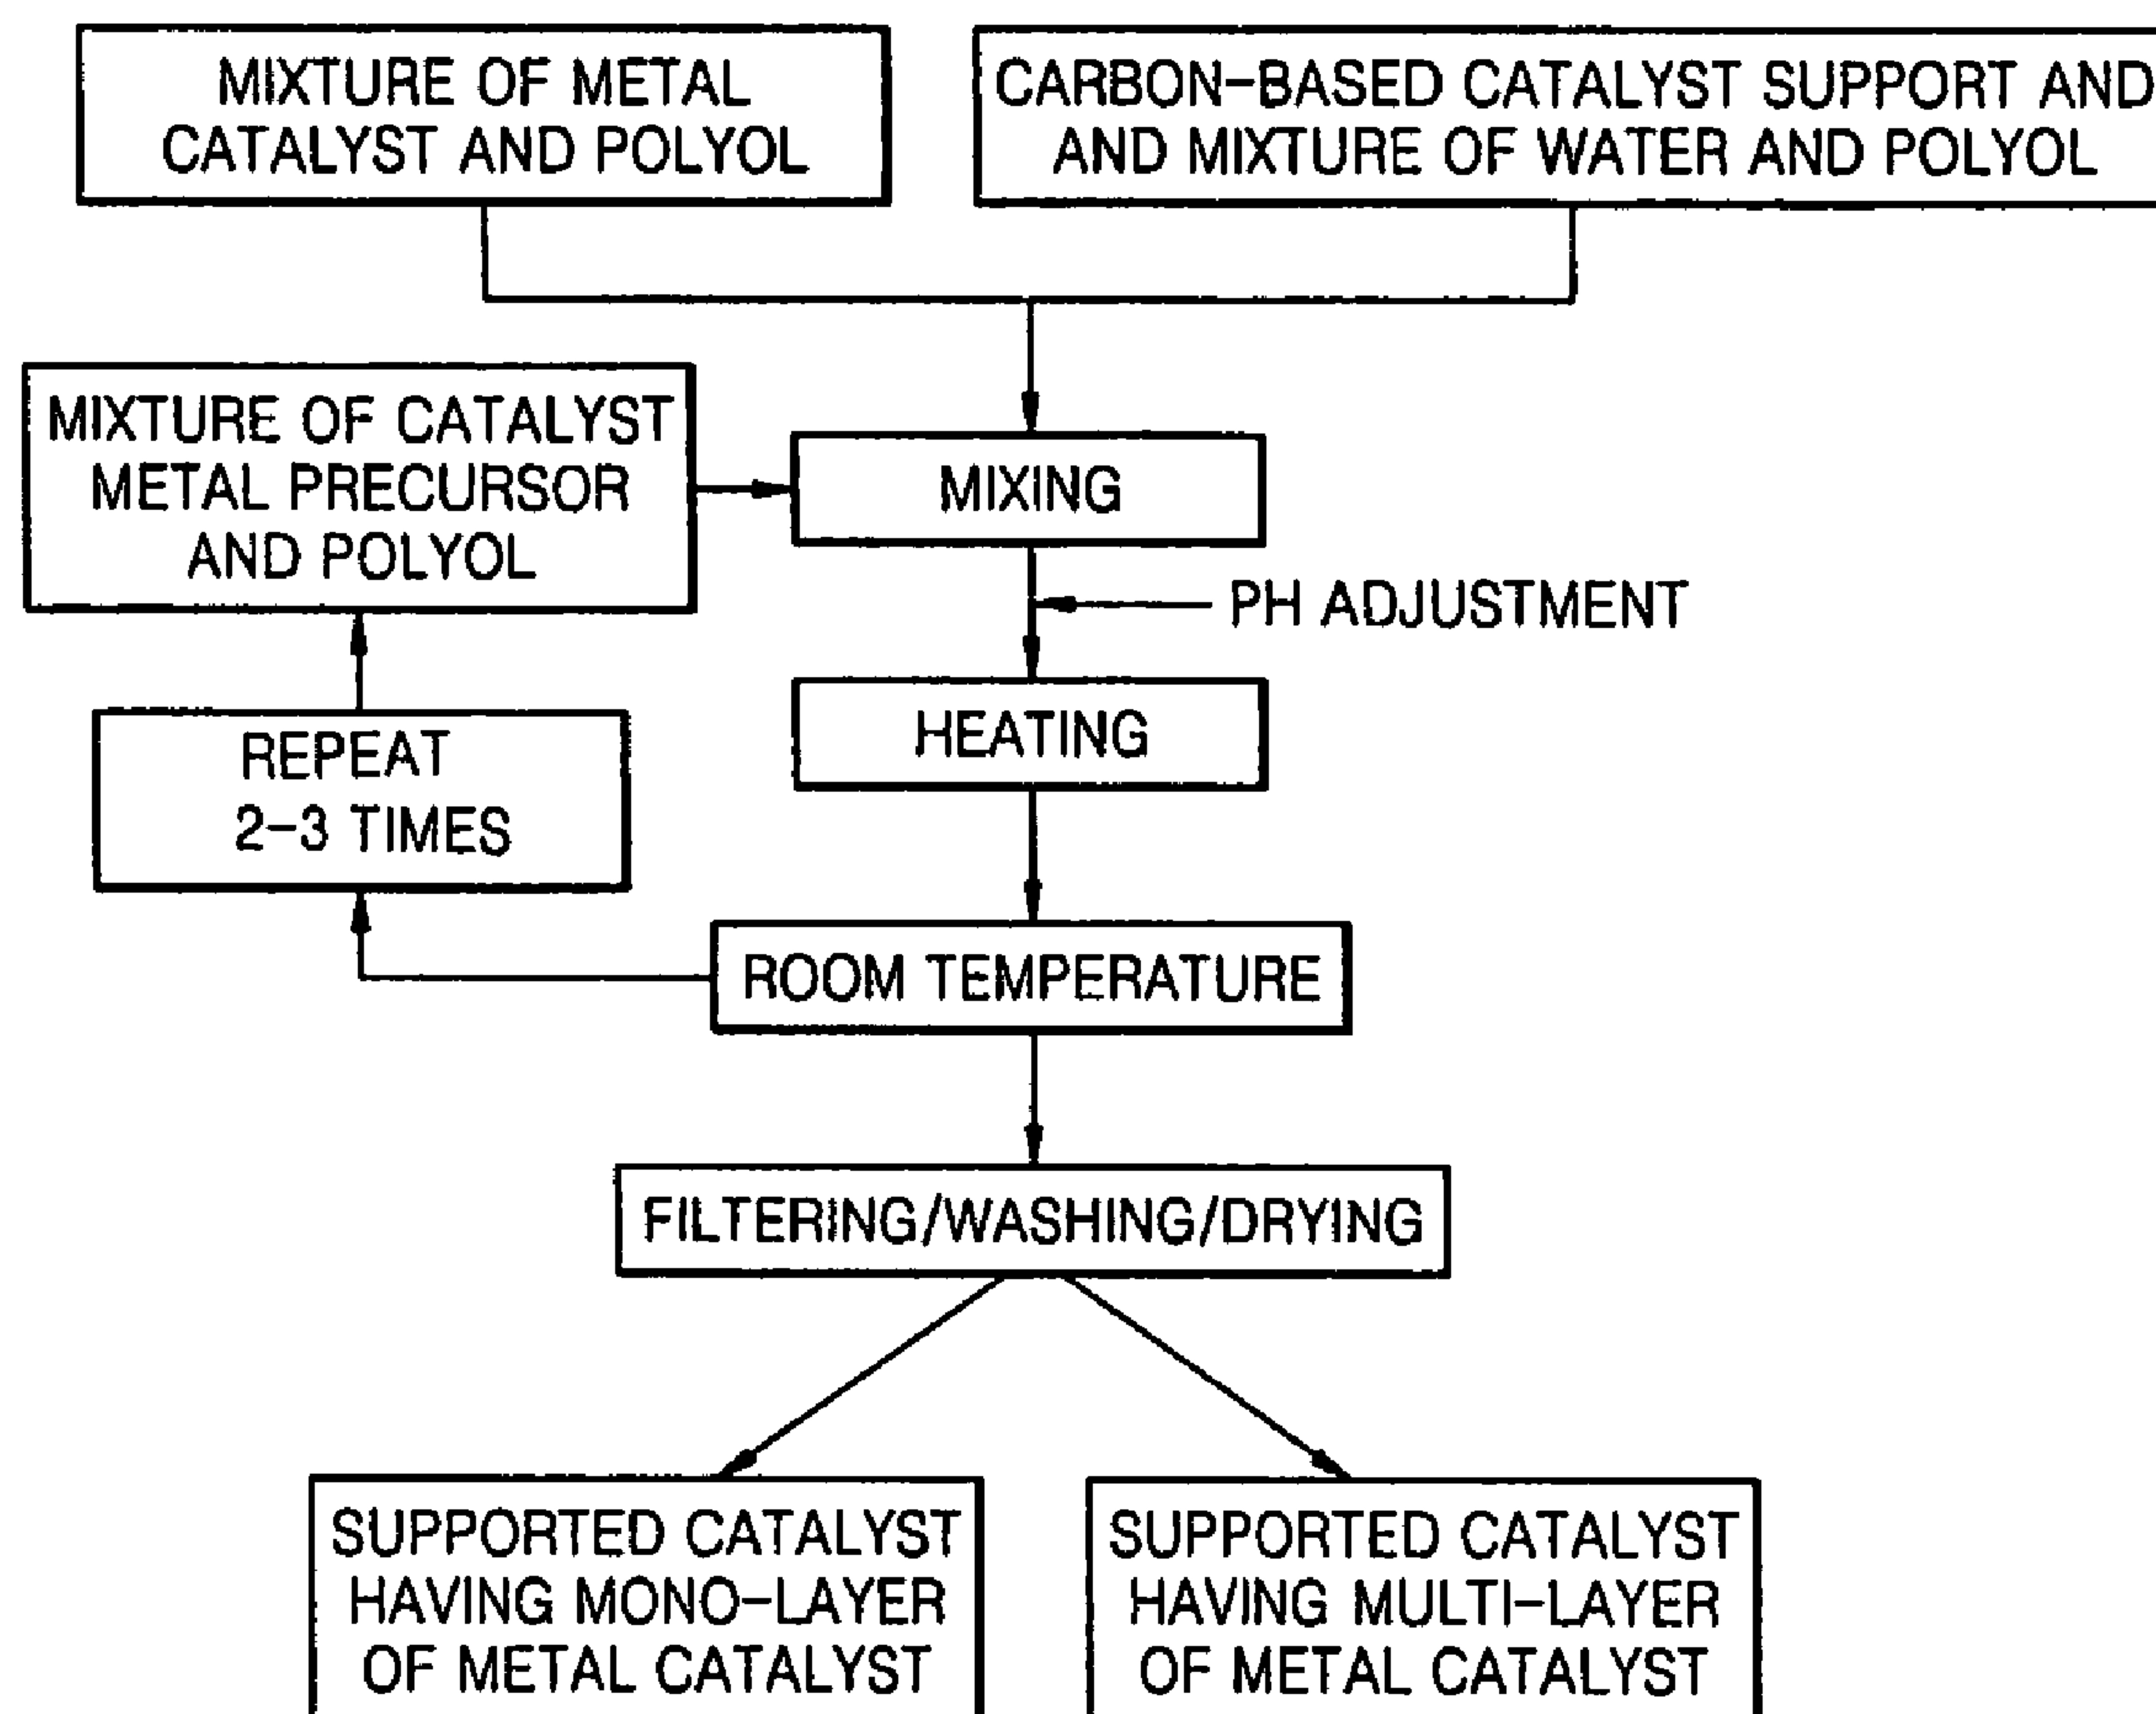 MIXTURE OF METAL
CATALYST AND POLYOL
CARBON-BASED CATALYST SUPPORT AND
AND MIXTURE OF WATER AND POLYOL
MIXTURE OF CATALYST
METAL PRECURSOR
AND POLYOL
MIXING
PH ADJUSTMENT
HEATING
REPEAT
2-3 TIMES
ROOM TEMPERATURE
FILTERING/WASHING/DRYING
SUPPORTED CATALYST
HAVING MONO-LAYER
OF METAL CATALYST
SUPPORTED CATALYST
HAVING MULTI-LAYER
OF METAL CATALYST